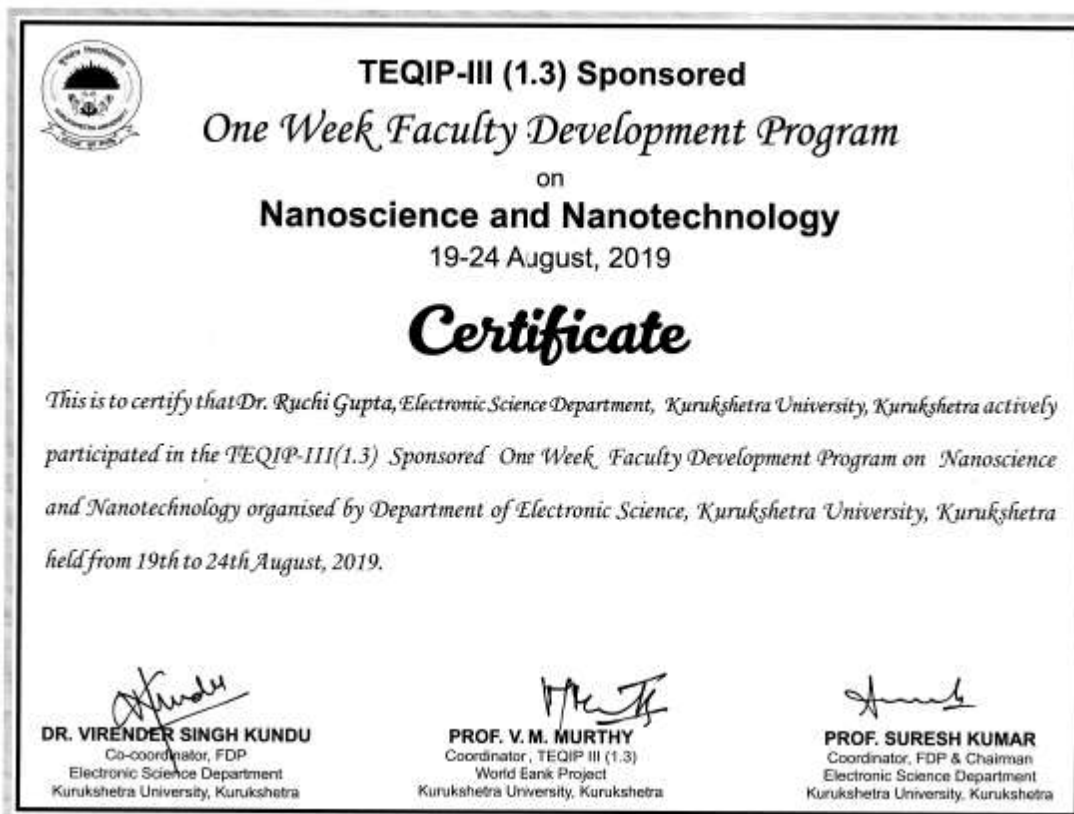 TEQIP-III (1.3) Sponsored
One Week Faculty Development Program
on
Nanoscience and Nanotechnology
19-24 August, 2019
Certificate
This is to certify that Dr. Ruchi Gupta, Electronic Science Department, Kurukshetra University, Kurukshetra actively
participated in the TEQIP-III(1.3) Sponsored One Week Faculty Development Program on Nanoscience
and Nanotechnology organised by Department of Electronic Science, Kurukshetra University, Kurukshetra
held from 19th to 24th August, 2019.
DR. VIRENDER SINGH KUNDU
Co-coordinator, FDP
Electronic Science Department
Kurukshetra University, Kurukshetra
PROF. V. M. MURTHY
Coordinator, TEQIP III (1.3)
World Eank Project
Kurukshetra University, Kurukshetra
PROF. SURESH KUMAR
Coordinator, FDP & Chairman
Electronic Science Department
Kurukshetra University, Kurukshetra